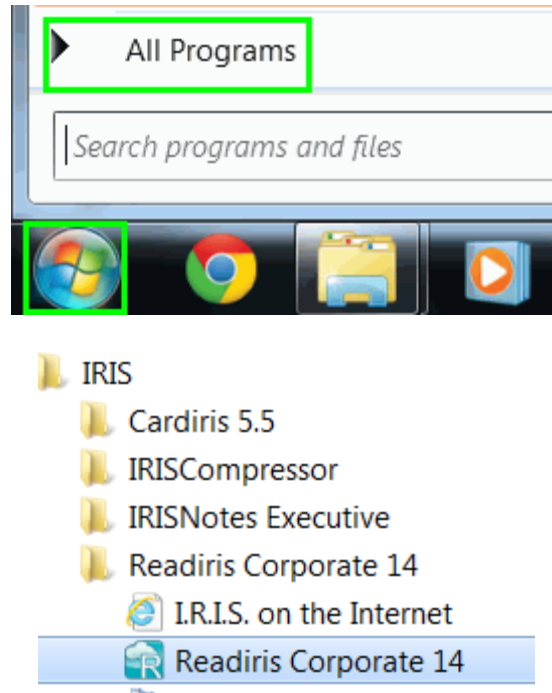 All Programs
Search programs and files
IRIS
Cardiris 5.5
IRISCompressor
IRISNotes Executive
Readiris Corporate 14
I.R.I.S. on the Internet
Readiris Corporate 14